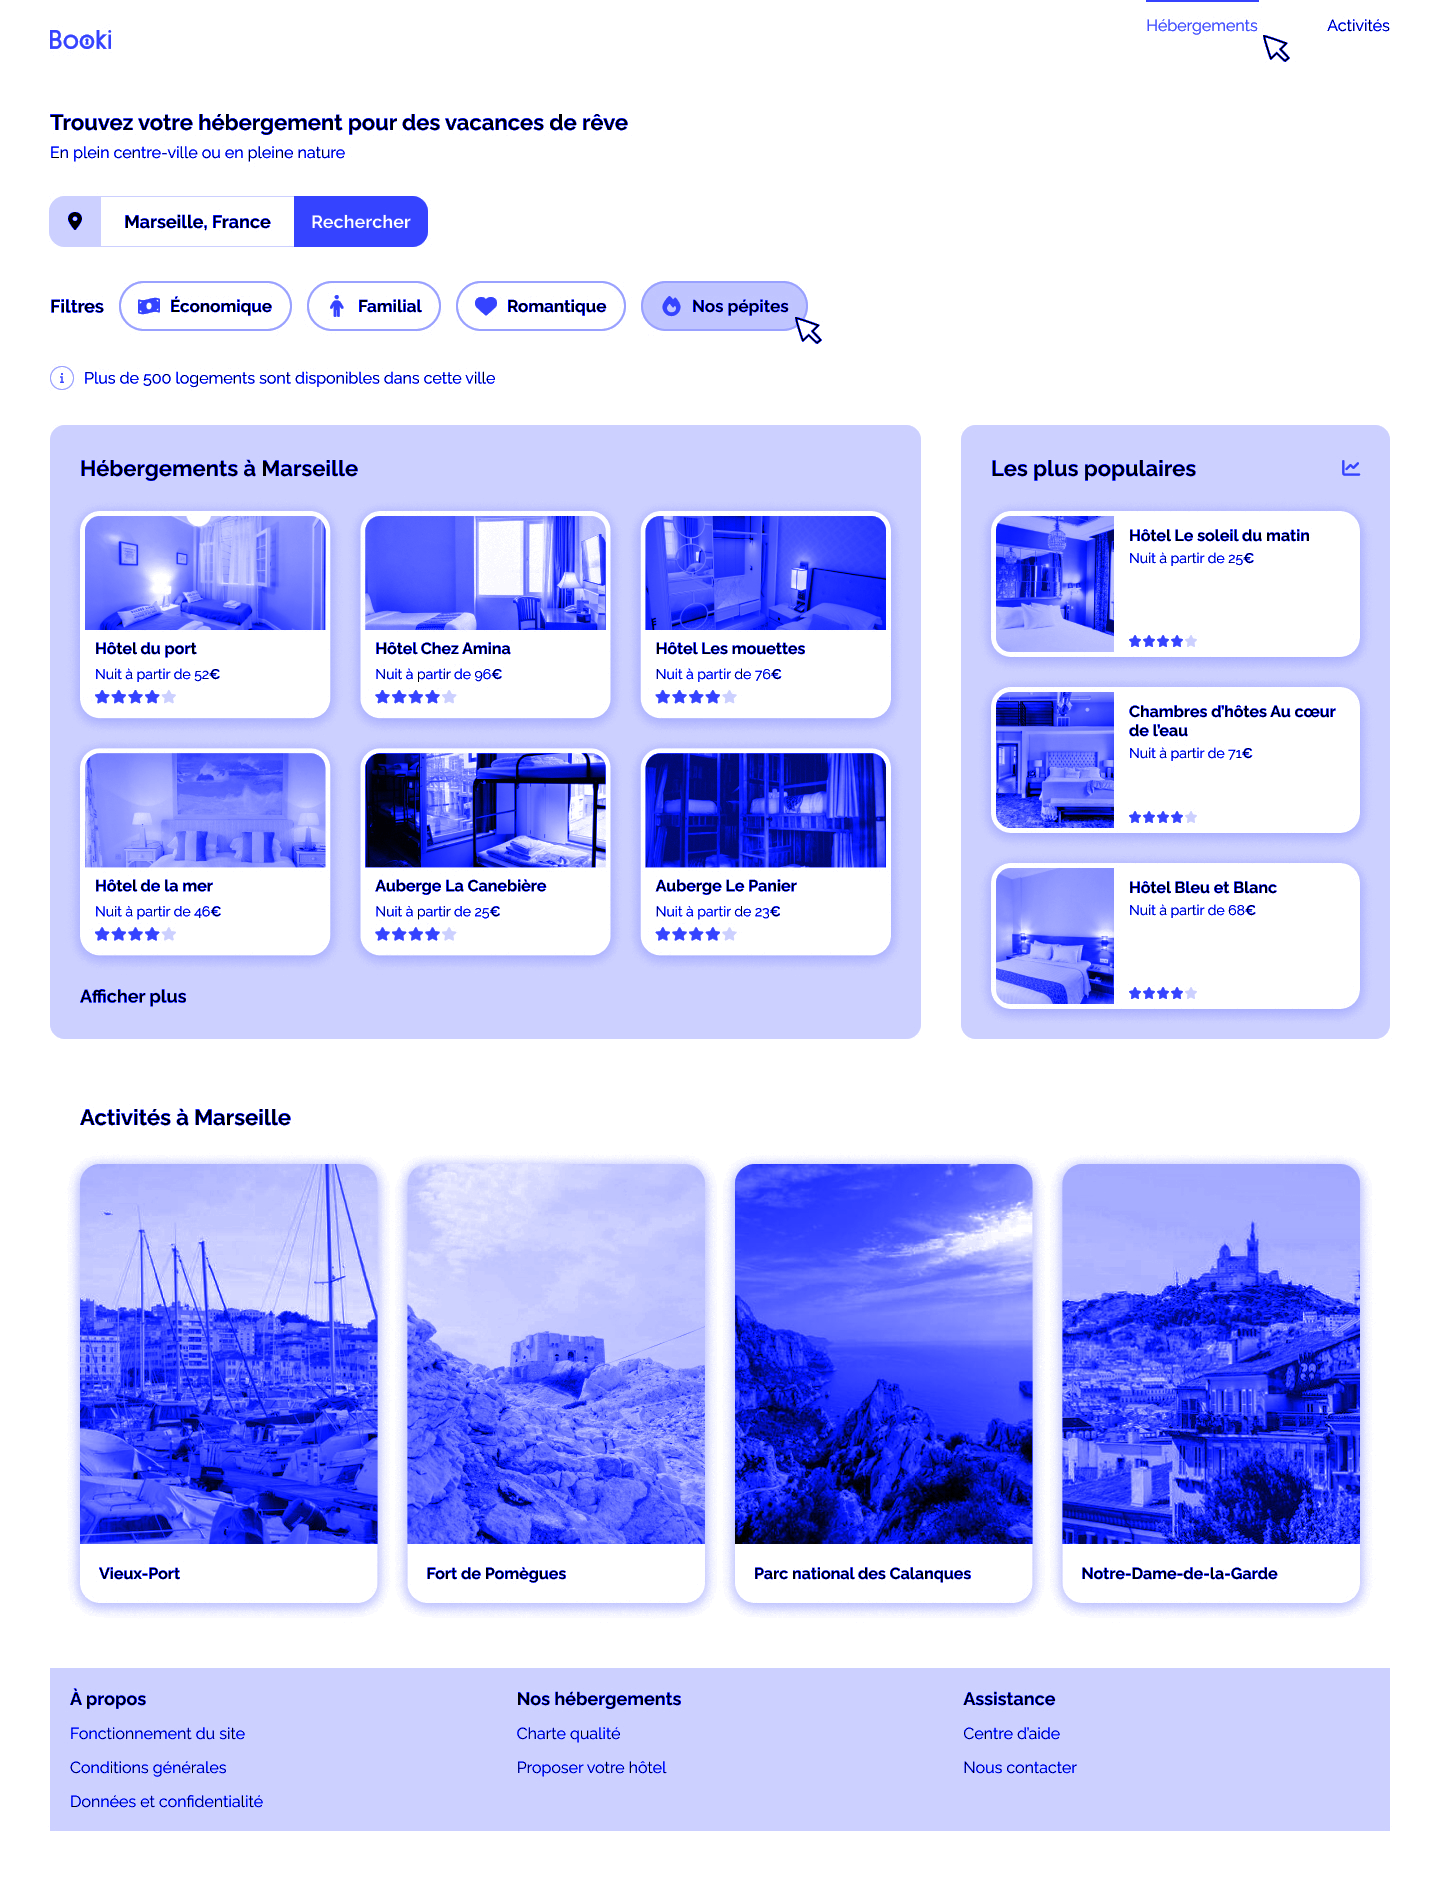 Booki
Hébergements
Activités
Trouvez votre hébergement pour des vacances de rêve
En plein centre-ville ou en pleine nature
Marseille, France
Rechercher
Filtres
Économique
Familial
Romantique
Nos pépites
Plus de 500 logements sont disponibles dans cette ville
Hébergements à Marseille
Hôtel du port
Nuit à partir de 52€
Hôtel Chez Amina
Nuit à partir de 96€
Hôtel Les mouettes
Nuit à partir de 76€
Hôtel de la mer
Nuit à partir de 46€
Auberge La Canebière
Nuit à partir de 25€
Auberge Le Panier
Nuit à partir de 23€
Afficher plus
Les plus populaires
Hôtel Le soleil du matin
Nuit à partir de 25€
Chambres d'hôtes Au cœur
de l'eau
Nuit à partir de 71€
Hôtel Bleu et Blanc
Nuit à partir de 68€
Activités à Marseille
Vieux-Port
Fort de Pomègues
Parc national des Calanques
Notre-Dame-de-la-Garde
À propos
Fonctionnement du site
Conditions générales
Données et confidentialité
Nos hébergements
Charte qualité
Proposer votre hôtel
Assistance
Centre d'aide
Nous contacter